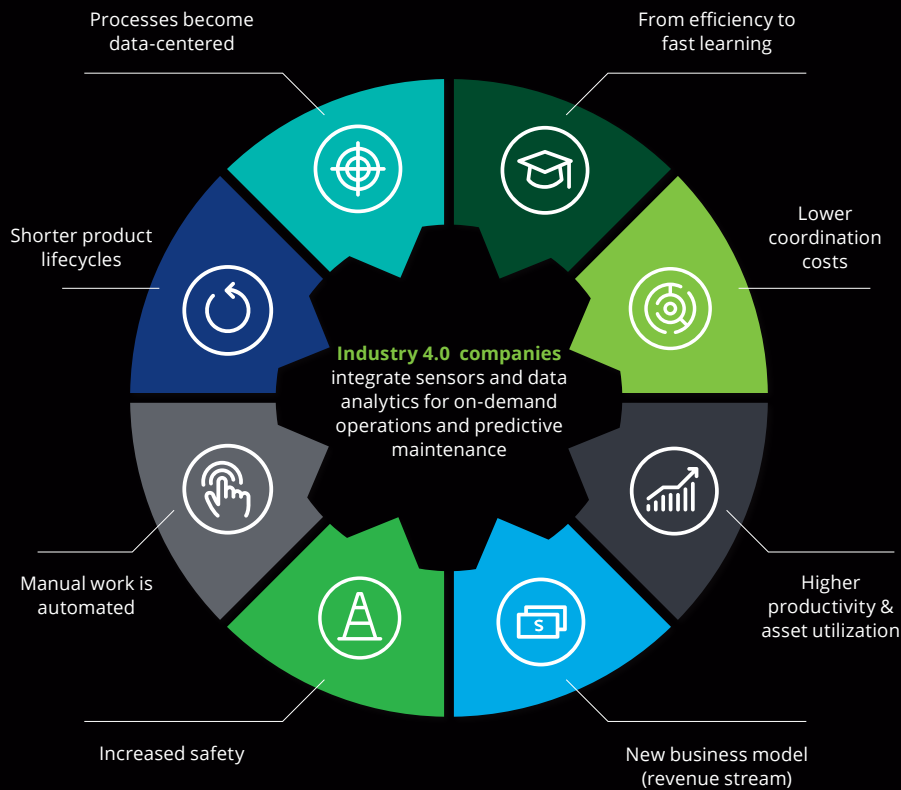 Processes become
data-centered
From efficiency to
fast learning
Shorter product
lifecycles
Lower
coordination
costs
Industry 4.0 companies
integrate sensors and data
analytics for on-demand
operations and predictive
maintenance
Manual work is
automated
Higher
productivity &
asset utilization
$
Increased safety
New business model
(revenue stream)